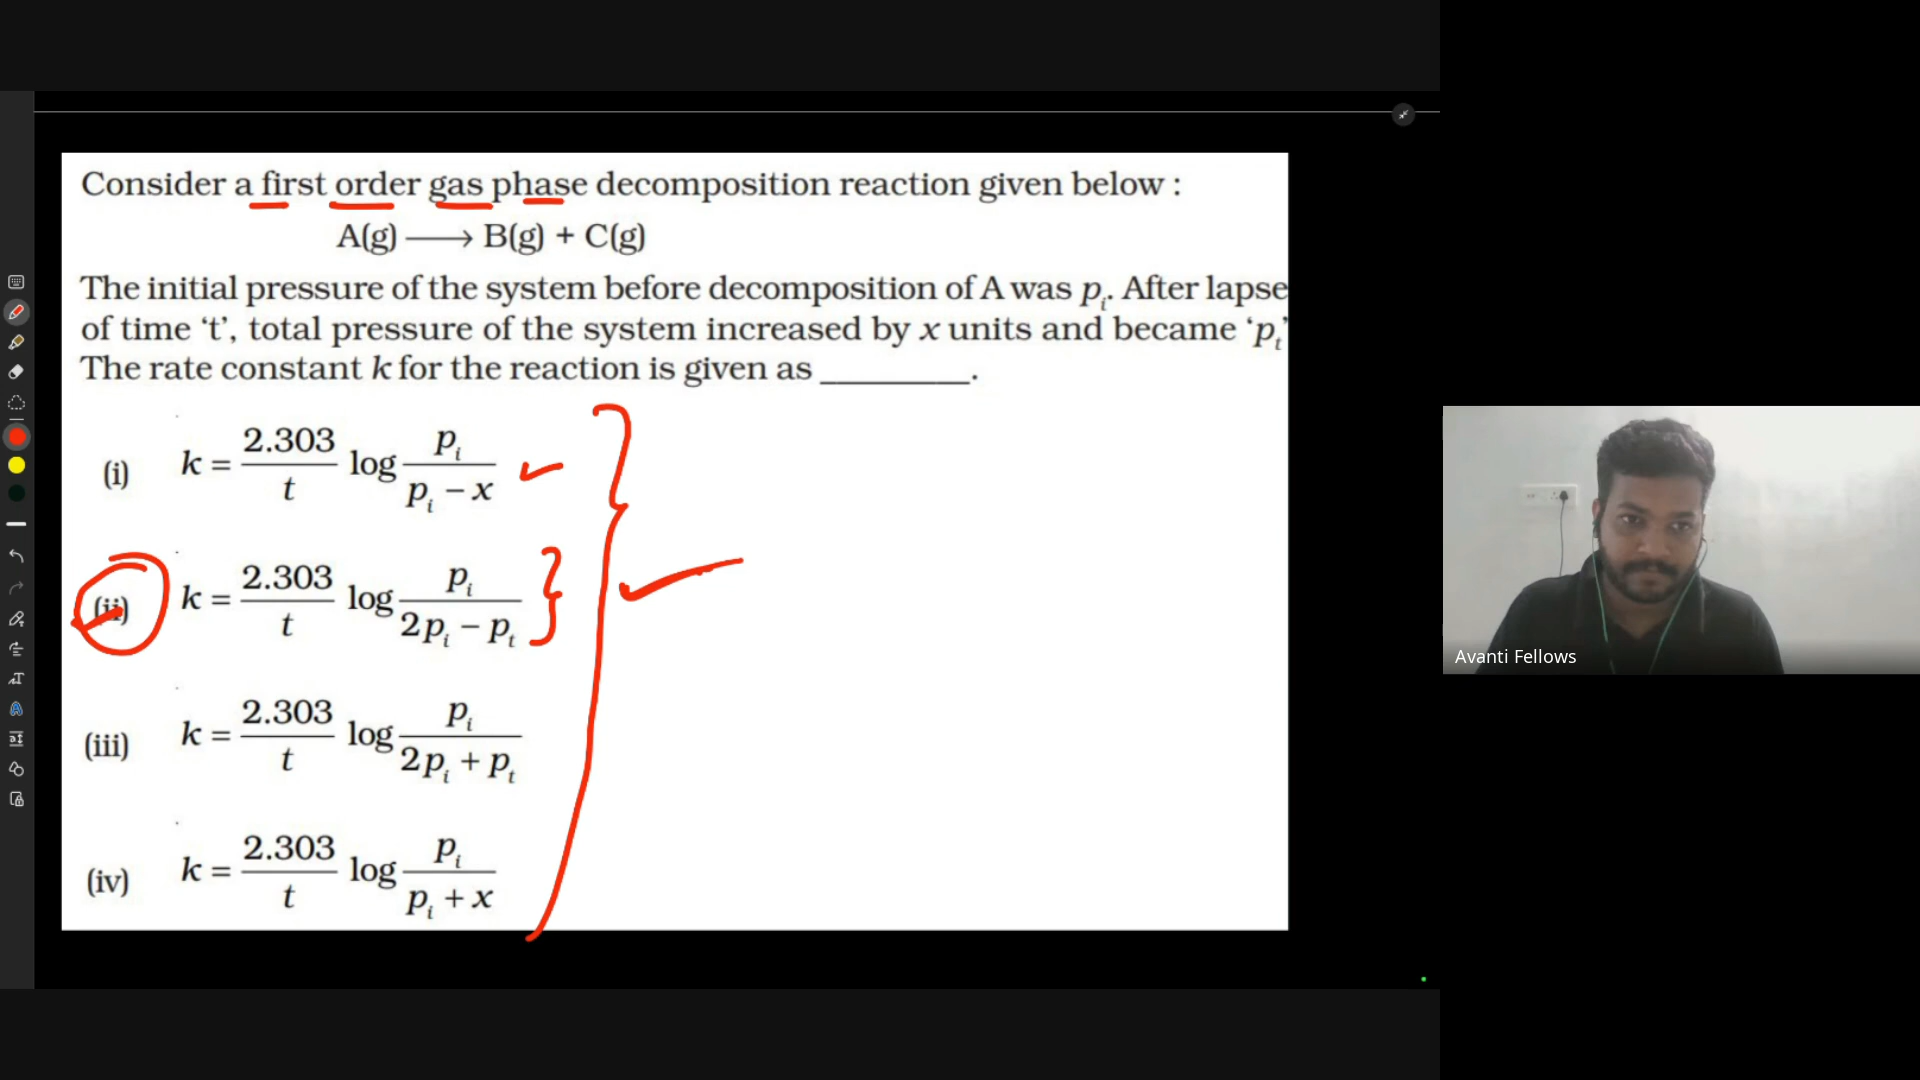 Consider a first order gas phase decomposition reaction given below :
A(g) ⟶ B(g) + C(g)
The initial pressure of the system before decomposition of A was pᵢ. After lapse
of time ‘t’, total pressure of the system increased by x units and became ‘pₜ’
The rate constant k for the reaction is given as _________.
(i) k = 2.303/t log pᵢ/(pᵢ − x)
(ii) k = 2.303/t log pᵢ/(2pᵢ − pₜ)
(iii) k = 2.303/t log pᵢ/(2pᵢ + pₜ)
(iv) k = 2.303/t log pᵢ/(pᵢ + x)
Avanti Fellows